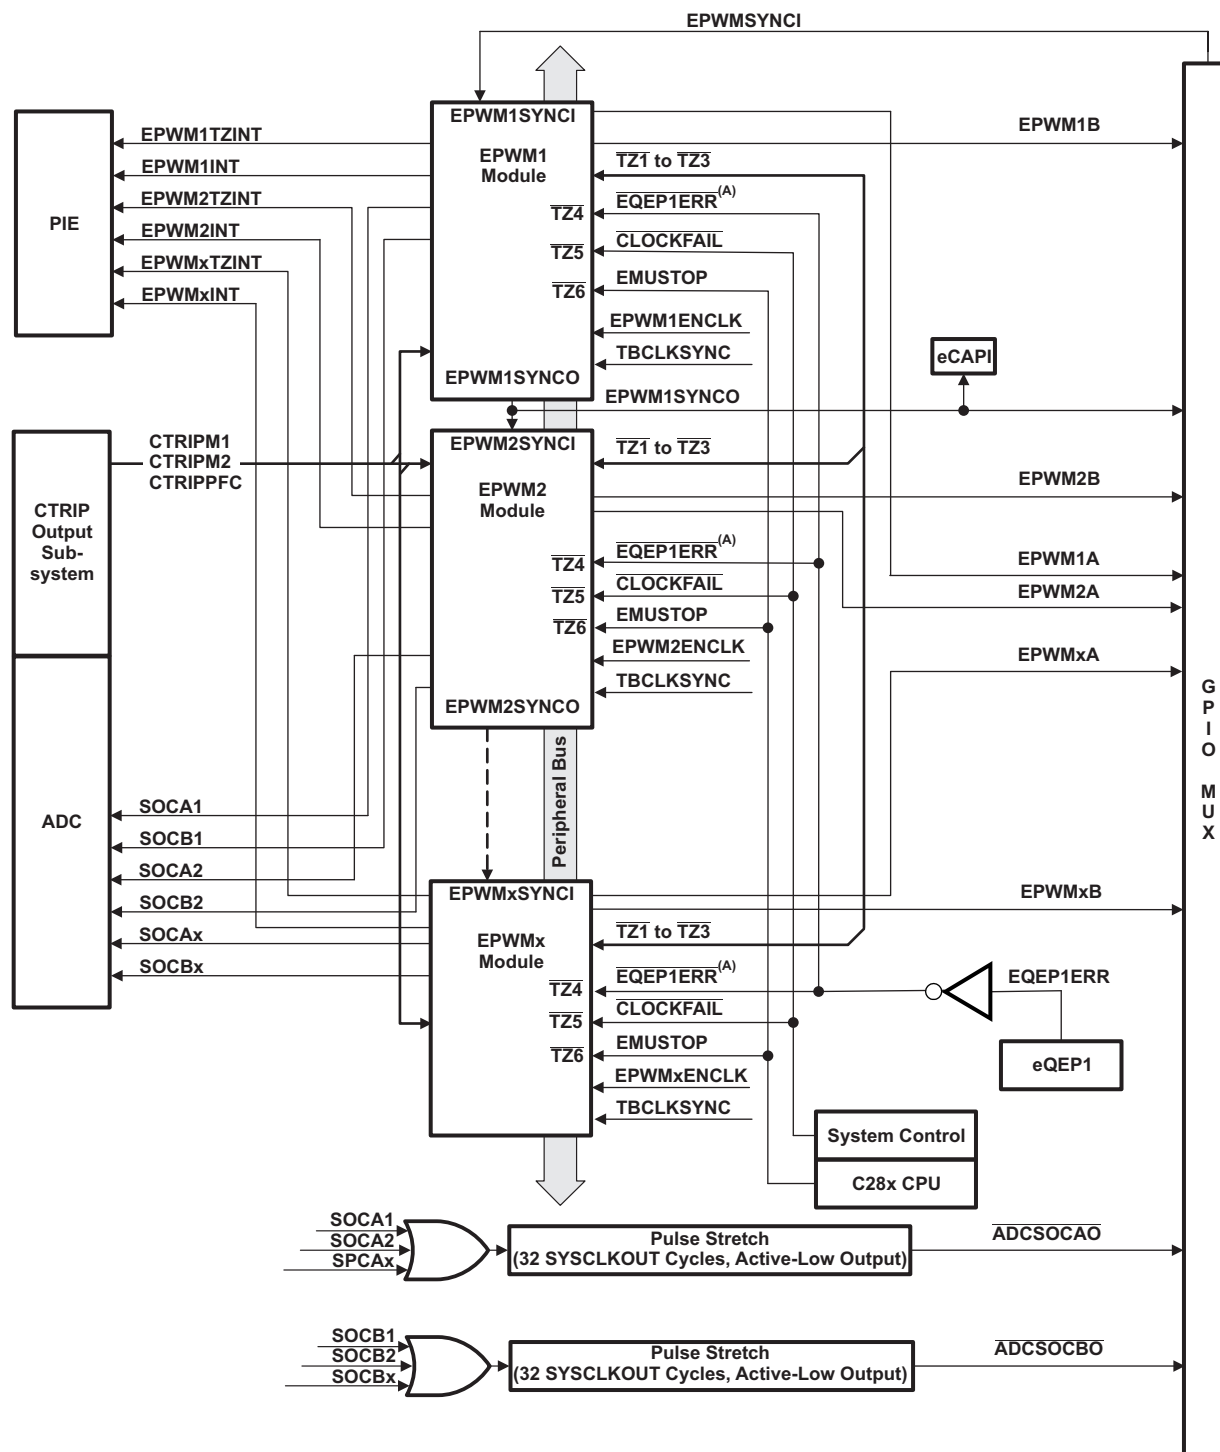 EPWMSYNCI
EPWM1SYNCI
EPWM1
Module
TZ4
TZ5
TZ6
EPWM1SYNCO
PIE
EPWM1TZINT
EPWM1INT
EPWM2TZINT
EPWM2INT
EPWMxTZINT
EPWMxINT
EPWM1B
TZ1 to TZ3
EQEP1ERR(A)
CLOCKFAIL
EMUSTOP
EPWM1ENCLK
TBCLKSYNC
eCAPI
EPWM1SYNCO
CTRIP
Output
Sub-
system
CTRIPM1
CTRIPM2
CTRIPPFC
EPWM2SYNCI
EPWM2
Module
TZ4
TZ5
TZ6
EPWM2SYNCO
TZ1 to TZ3
EQEP1ERR(A)
CLOCKFAIL
EMUSTOP
EPWM2ENCLK
TBCLKSYNC
EPWM2B
EPWM1A
EPWM2A
EPWMxA
GPIO MUX
Peripheral Bus
ADC
SOCA1
SOCB1
SOCA2
SOCB2
SOCAx
SOCBx
EPWMxSYNCI
EPWMx
Module
TZ4
TZ5
TZ6
EPWMxB
TZ1 to TZ3
EQEP1ERR(A)
CLOCKFAIL
EMUSTOP
EPWMxENCLK
TBCLKSYNC
EQEP1ERR
eQEP1
System Control
C28x CPU
SOCA1
SOCA2
SPCAx
Pulse Stretch
(32 SYSCLKOUT Cycles, Active-Low Output)
ADCSOCAO
SOCB1
SOCB2
SOCBx
Pulse Stretch
(32 SYSCLKOUT Cycles, Active-Low Output)
ADCSOCBO